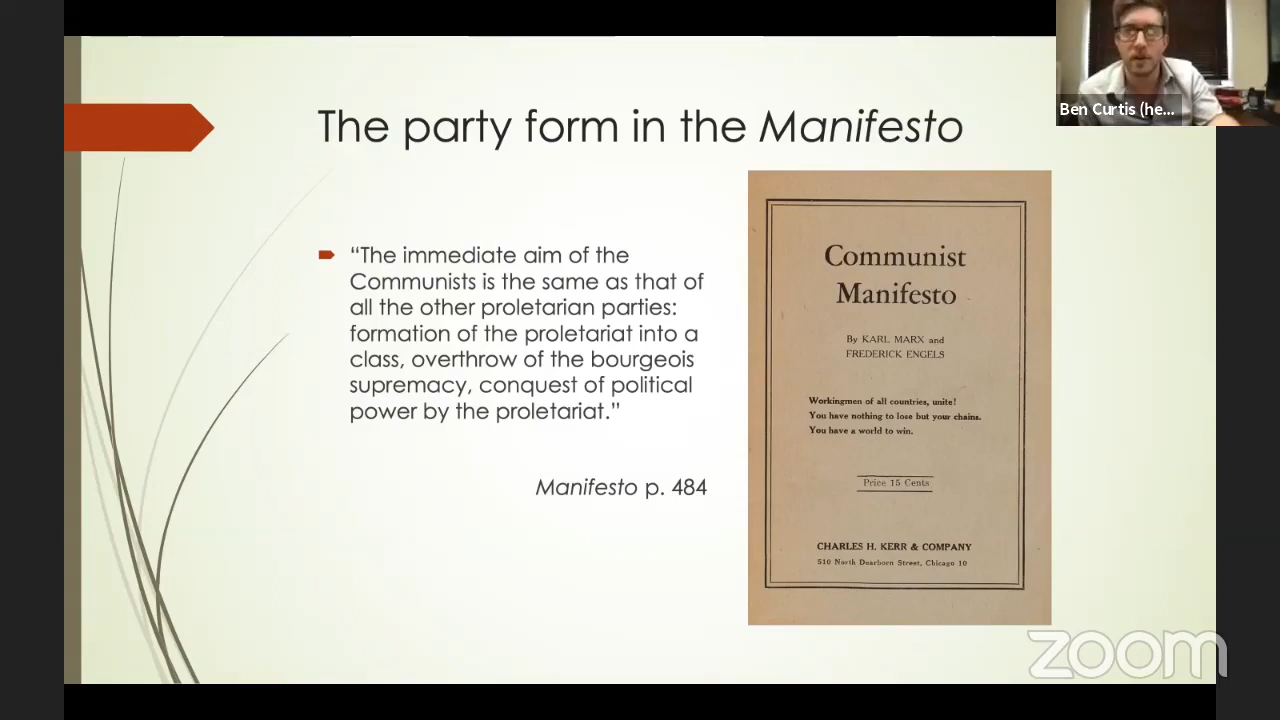 Ben Curtis (he...
The party form in the Manifesto
“The immediate aim of the
Communists is the same as that of
all the other proletarian parties:
formation of the proletariat into a
class, overthrow of the bourgeois
supremacy, conquest of political
power by the proletariat.”
Manifesto p. 484
Communist
Manifesto
By KARL MARX and
FREDERICK ENGELS
Workingmen of all countries, unite!
You have nothing to lose but your chains.
You have a world to win.
Price 15 Cents
CHARLES H. KERR & COMPANY
510 North Dearborn Street, Chicago 10
zoom